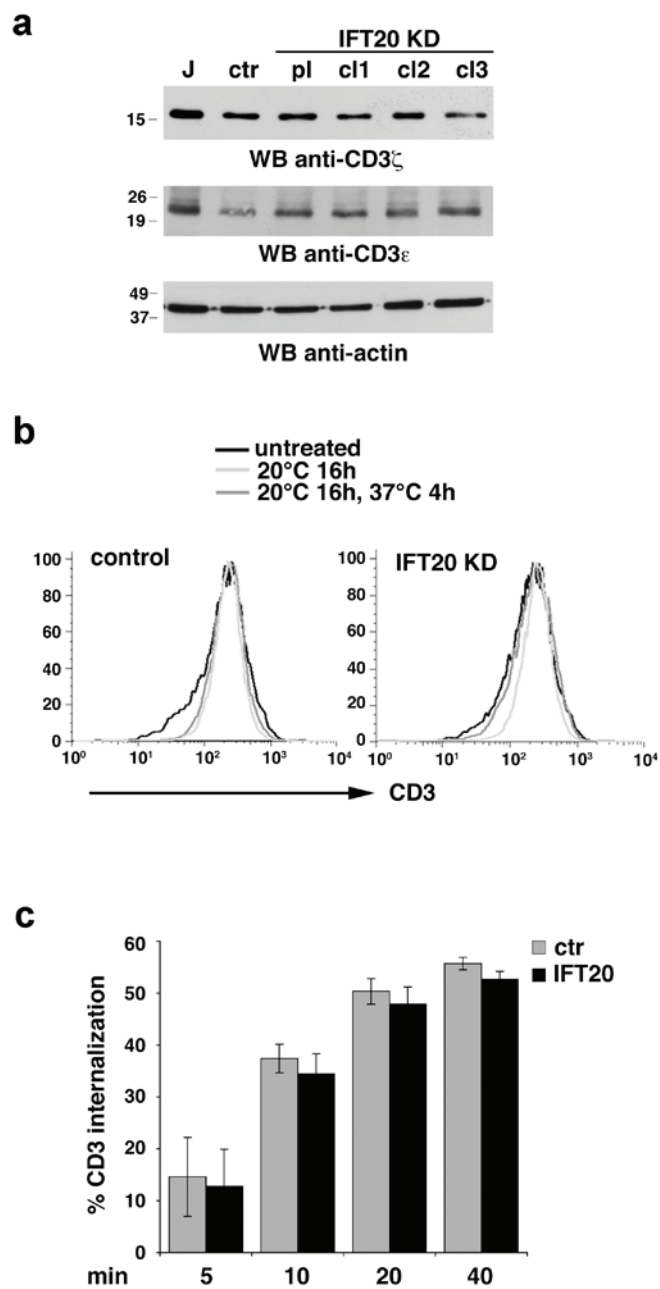 a
IFT20 KD
J ctr pl cl1 cl2 cl3
15
WB anti-CD3ζ
26
19
WB anti-CD3ε
49
37
WB anti-actin
b
untreated
20°C 16h
20°C 16h, 37°C 4h
control
100
80
60
40
20
0
10⁰ 10¹ 10² 10³ 10⁴
IFT20 KD
100
80
60
40
20
0
10⁰ 10¹ 10² 10³ 10⁴
CD3
c
ctr
IFT20
% CD3 internalization
60
50
40
30
20
10
0
min 5 10 20 40